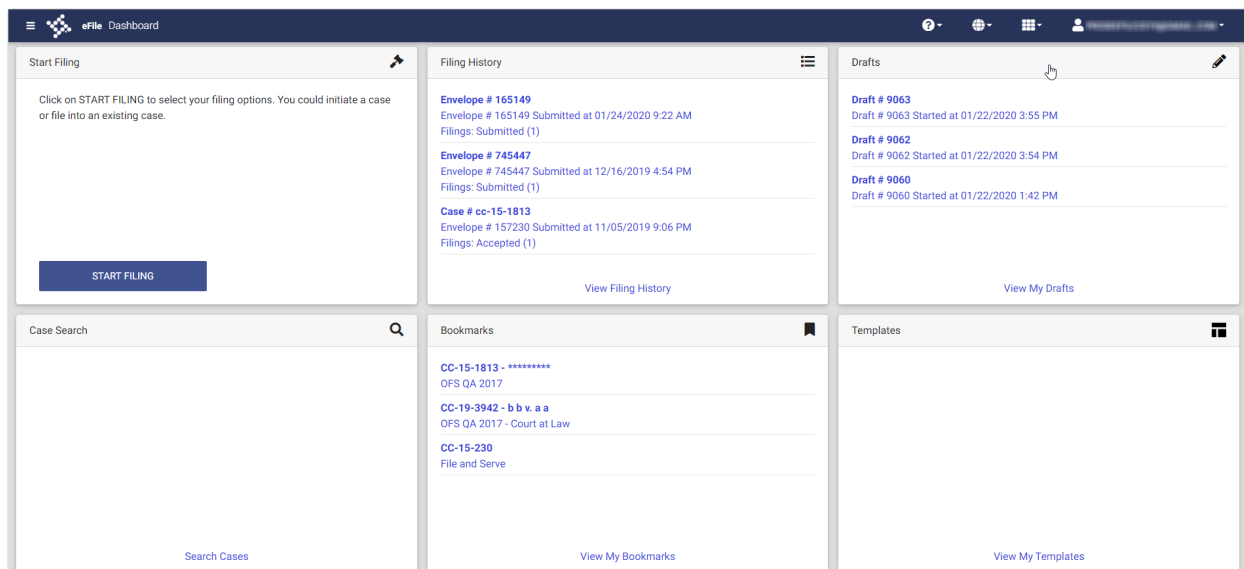 eFile Dashboard
Start Filing
Click on START FILING to select your filing options. You could initiate a case
or file into an existing case.
START FILING
Filing History
Envelope # 165149
Envelope # 165149 Submitted at 01/24/2020 9:22 AM
Filings: Submitted (1)
Envelope # 745447
Envelope # 745447 Submitted at 12/16/2019 4:54 PM
Filings: Submitted (1)
Case # cc-15-1813
Envelope # 157230 Submitted at 11/05/2019 9:06 PM
Filings: Accepted (1)
View Filing History
Drafts
Draft # 9063
Draft # 9063 Started at 01/22/2020 3:55 PM
Draft # 9062
Draft # 9062 Started at 01/22/2020 3:54 PM
Draft # 9060
Draft # 9060 Started at 01/22/2020 1:42 PM
View My Drafts
Case Search
Search Cases
Bookmarks
CC-15-1813 - *********
OFS QA 2017
CC-19-3942 - b b v. a a
OFS QA 2017 - Court at Law
CC-15-230
File and Serve
View My Bookmarks
Templates
View My Templates